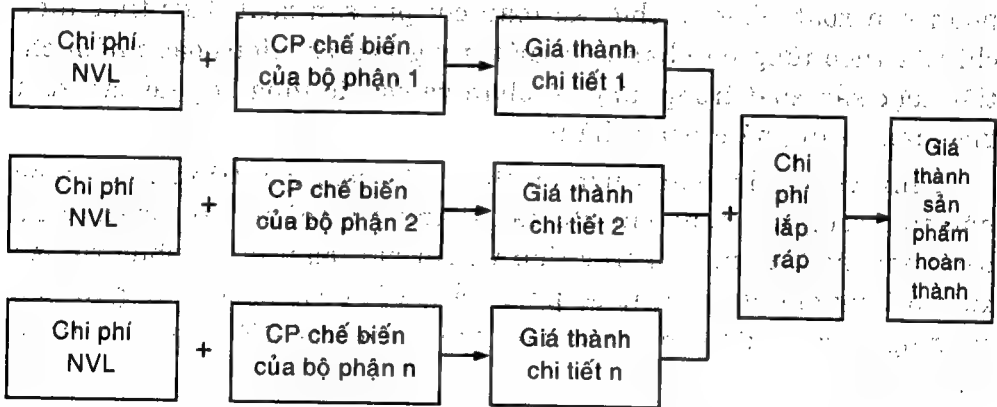 Chi phí
NVL
+
CP chế biến
của bộ phận 1
Giá thành
chi tiết 1
Chi phí
NVL
+
CP chế biến
của bộ phận 2
Giá thành
chi tiết 2
Chi phí
NVL
+
CP chế biến
của bộ phận n
Giá thành
chi tiết n
+
Chi
phí
lắp
ráp
Giá
thành
sản
phẩm
hoàn
thành